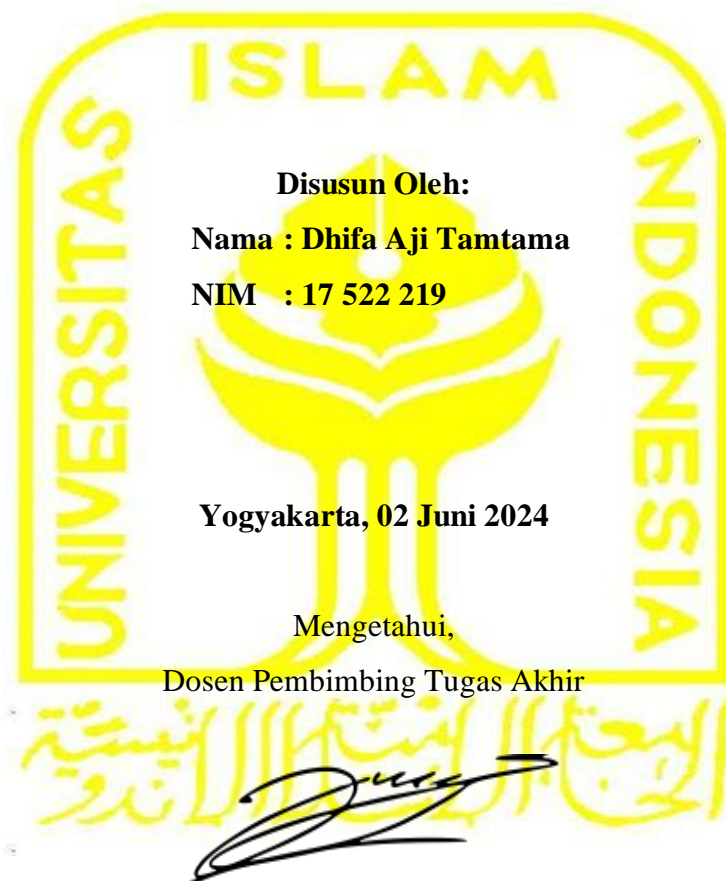 ISLAM
UNIVERSITAS
INDONESIA
Disusun Oleh:
Nama : Dhifa Aji Tamtama
NIM : 17 522 219
Yogyakarta, 02 Juni 2024
Mengetahui,
Dosen Pembimbing Tugas Akhir